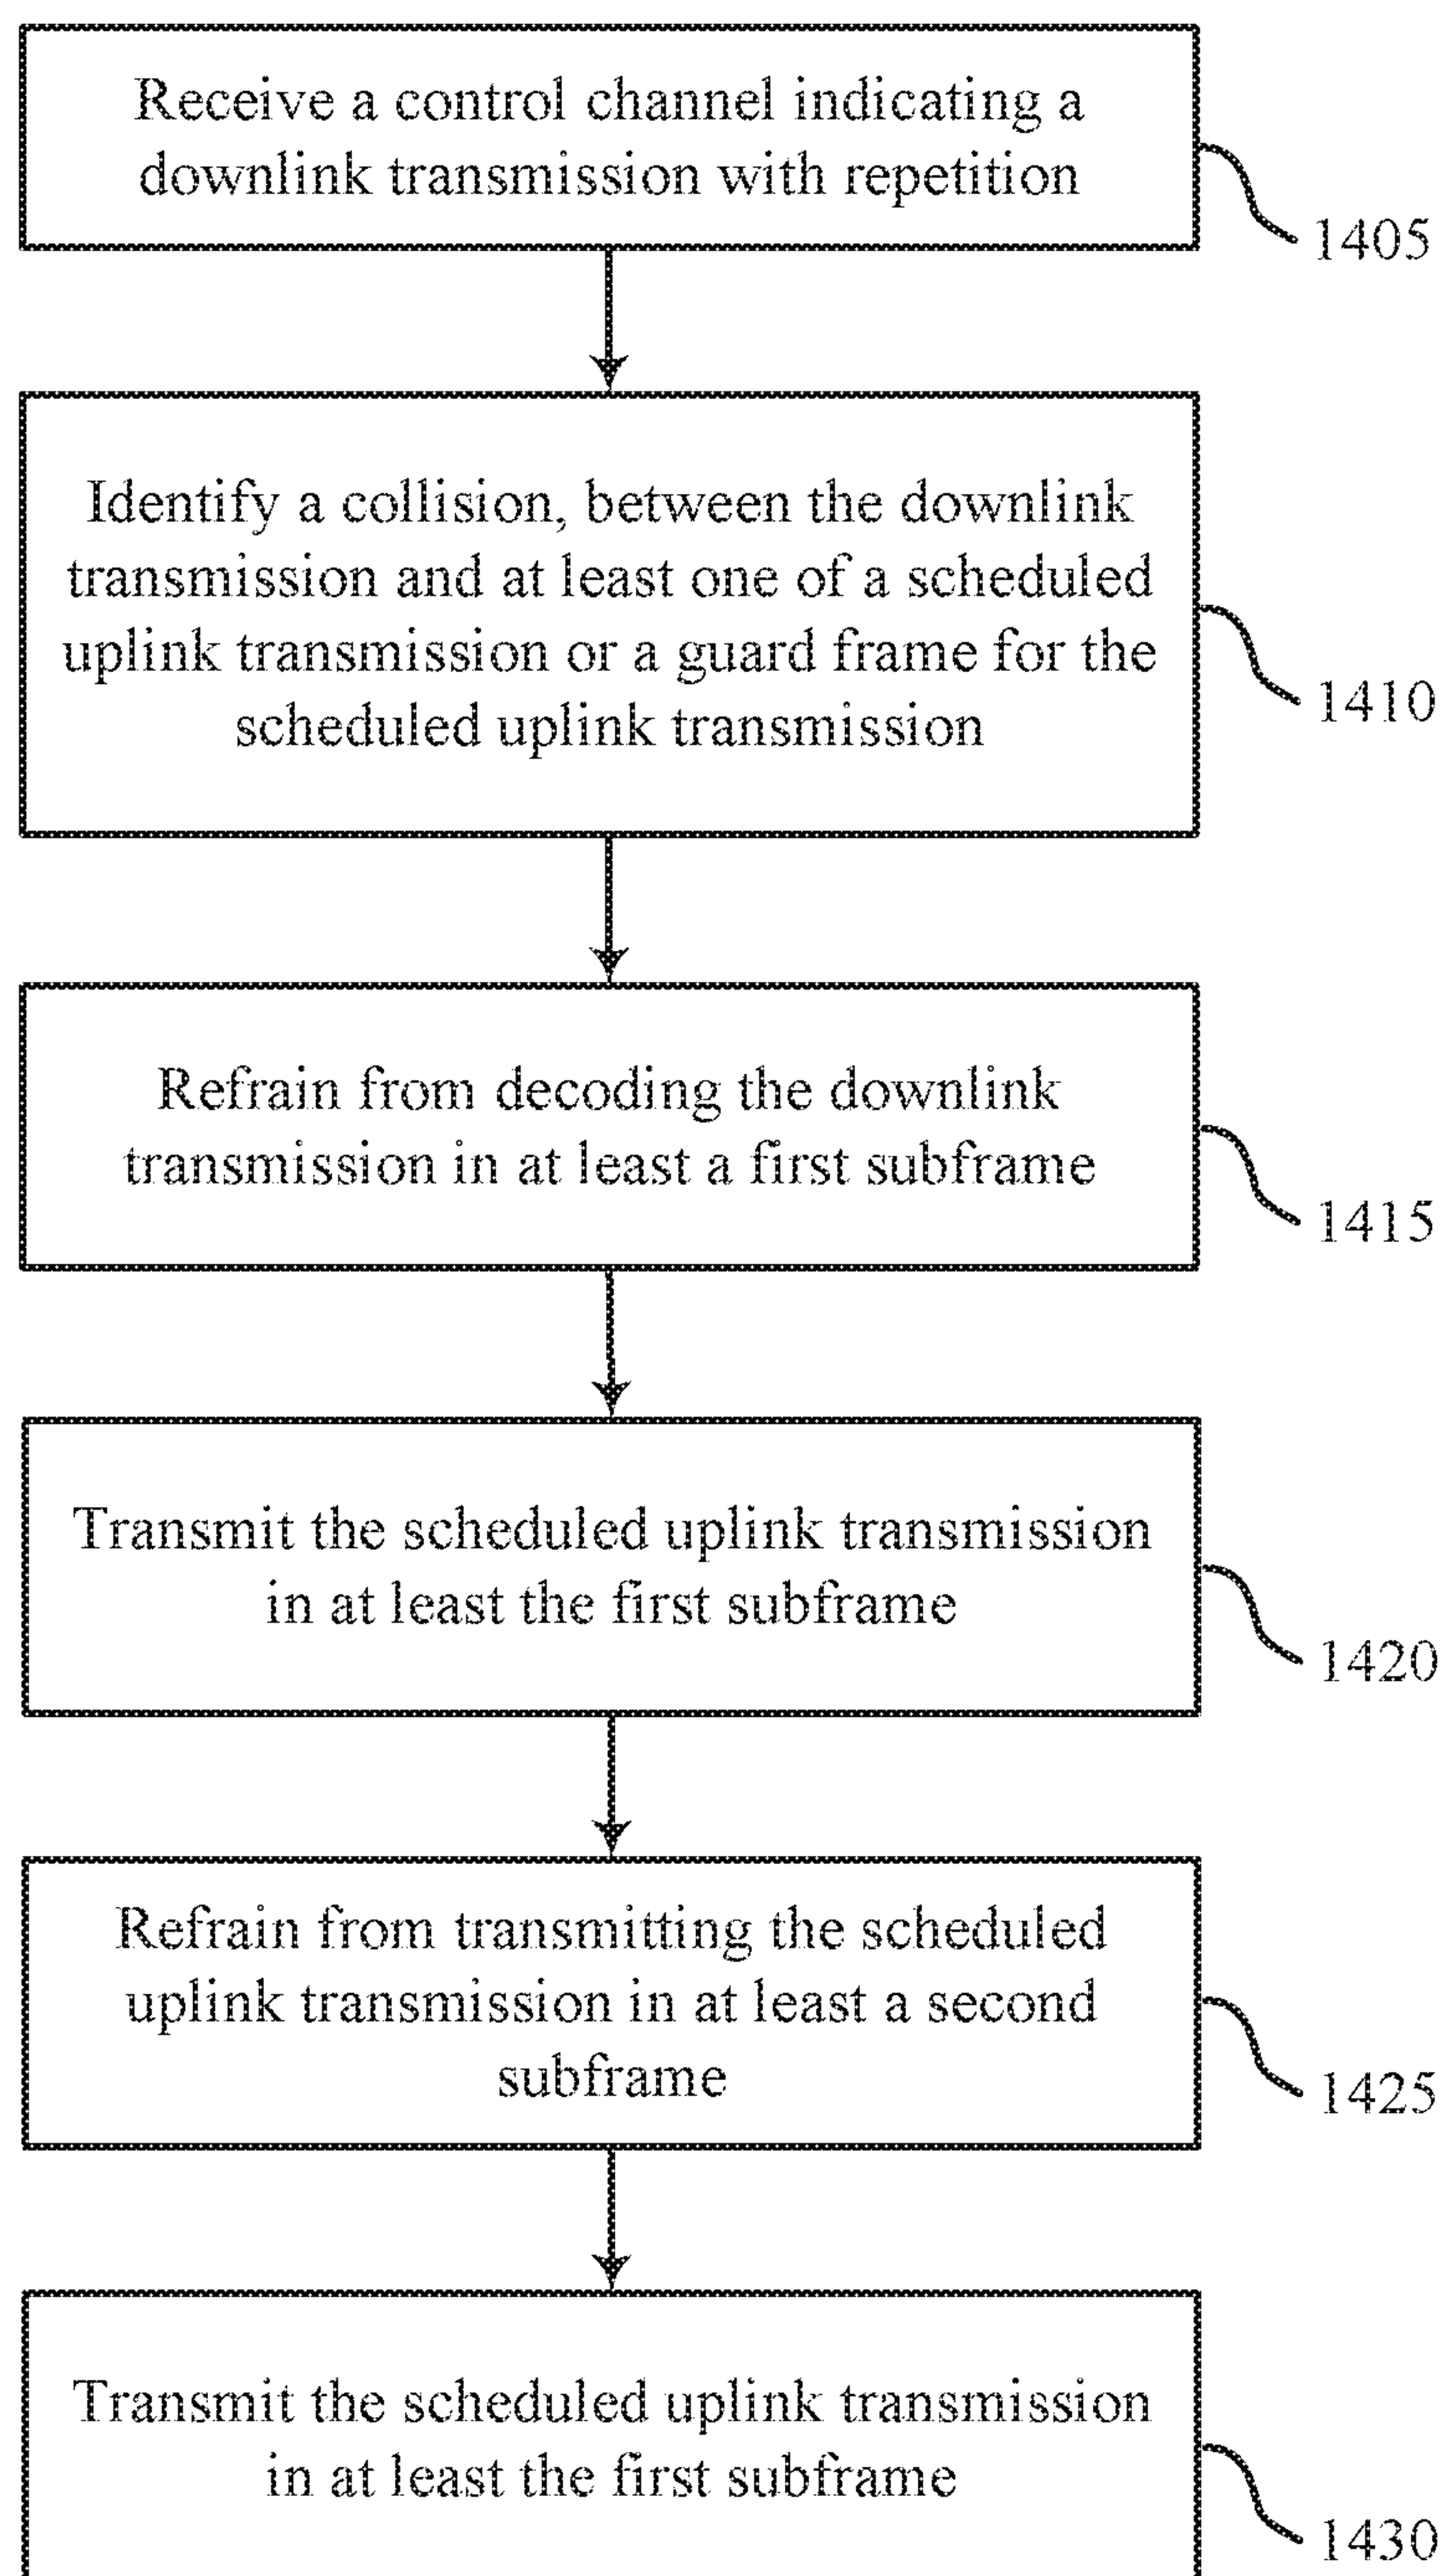 Receive a control channel indicating a
downlink transmission with repetition
1405
Identify a collision, between the downlink
transmission and at least one of a scheduled
uplink transmission or a guard frame for the
scheduled uplink transmission
1410
Refrain from decoding the downlink
transmission in at least a first subframe
1415
Transmit the scheduled uplink transmission
in at least the first subframe
1420
Refrain from transmitting the scheduled
uplink transmission in at least a second
subframe
1425
Transmit the scheduled uplink transmission
in at least the first subframe
1430